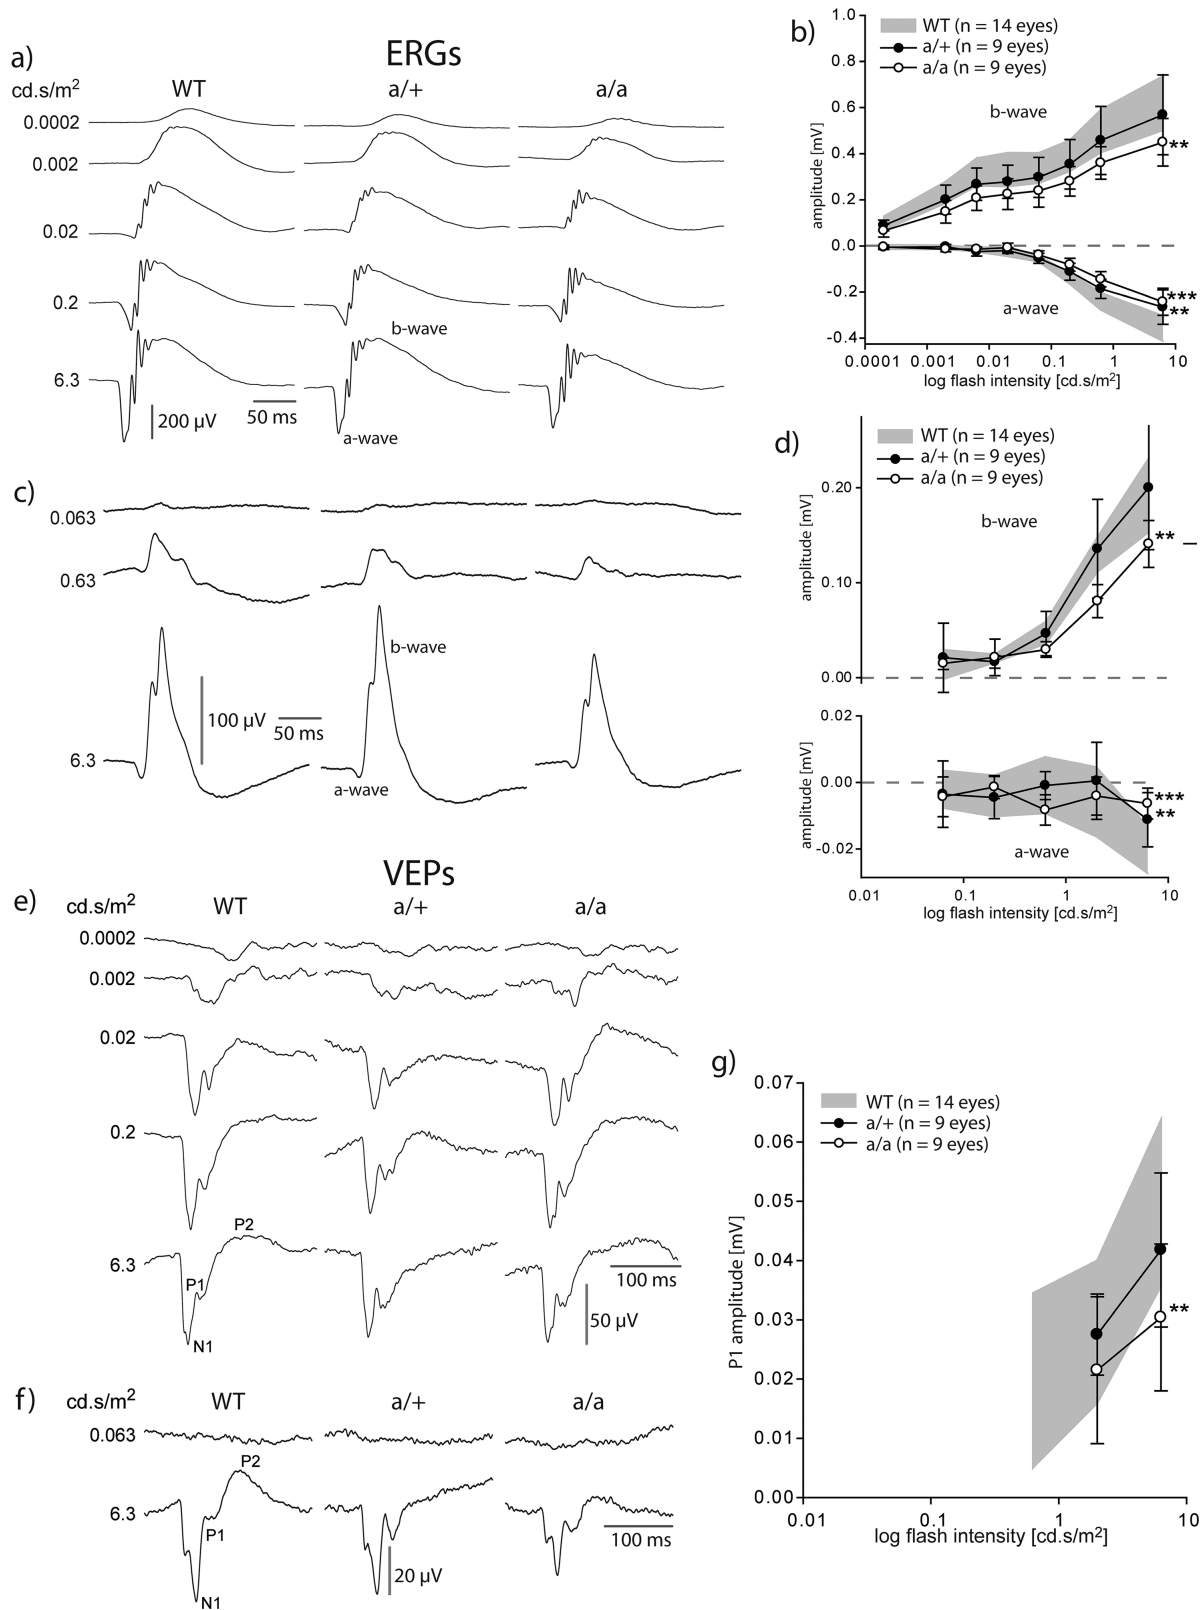 a)
ERGs
cd.s/m2
WT
a/+
a/a
0.0002
0.002
0.02
0.2
b-wave
6.3
200 µV
50 ms
a-wave
b)
1.0
0.8
0.6
0.4
0.2
0.0
-0.2
-0.4
amplitude [mV]
WT (n = 14 eyes)
a/+ (n = 9 eyes)
a/a (n = 9 eyes)
b-wave
**
a-wave
***
**
0.0001
0.001
0.01
0.1
1
10
log flash intensity [cd.s/m2]
c)
0.063
0.63
b-wave
100 µV
50 ms
6.3
a-wave
d)
WT (n = 14 eyes)
a/+ (n = 9 eyes)
a/a (n = 9 eyes)
0.20
0.10
0.00
amplitude [mV]
b-wave
**
0.02
0.00
-0.02
amplitude [mV]
***
**
a-wave
0.01
0.1
1
10
log flash intensity [cd.s/m2]
VEPs
e)
cd.s/m2
WT
a/+
a/a
0.0002
0.002
0.02
0.2
P2
6.3
P1
N1
100 ms
50 µV
f)
cd.s/m2
WT
a/+
a/a
0.063
P2
6.3
P1
N1
100 ms
20 µV
g)
0.07
0.06
0.05
0.04
0.03
0.02
0.01
0.00
P1 amplitude [mV]
WT (n = 14 eyes)
a/+ (n = 9 eyes)
a/a (n = 9 eyes)
**
0.01
0.1
1
10
log flash intensity [cd.s/m2]